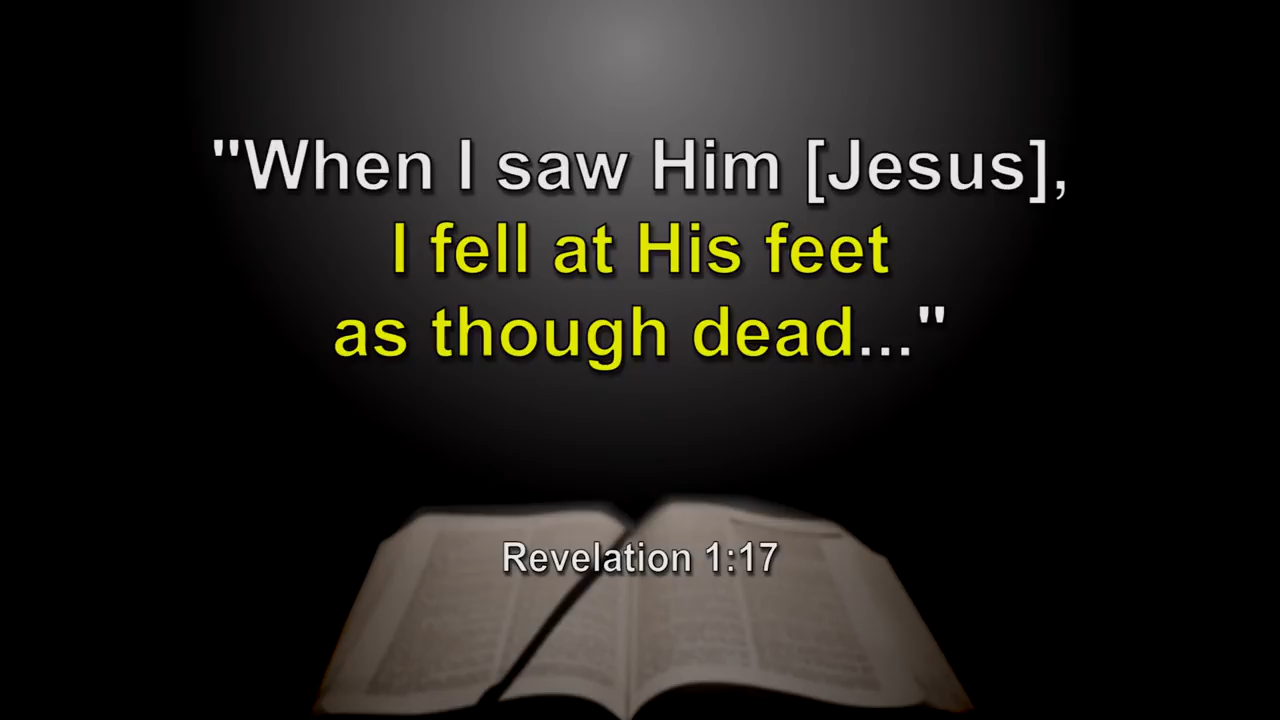 "When I saw Him [Jesus],
I fell at His feet
as though dead..."
Revelation 1:17